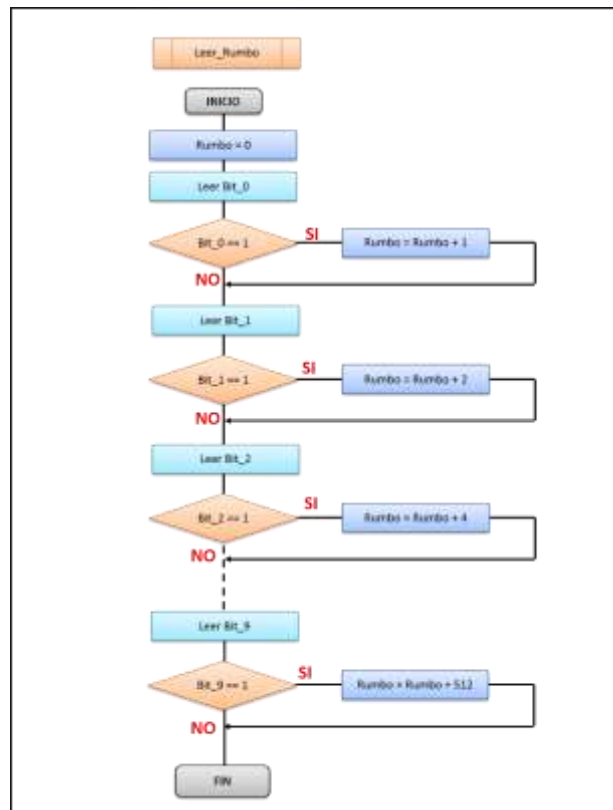 Leer_Rumbo
INICIO
Rumbo = 0
Leer Bit_0
Bit_0 == 1
SI
Rumbo = Rumbo + 1
NO
Leer Bit_1
Bit_1 == 1
SI
Rumbo = Rumbo + 2
NO
Leer Bit_2
Bit_2 == 1
SI
Rumbo = Rumbo + 4
NO
Leer Bit_9
Bit_9 == 1
SI
Rumbo = Rumbo + 512
NO
FIN